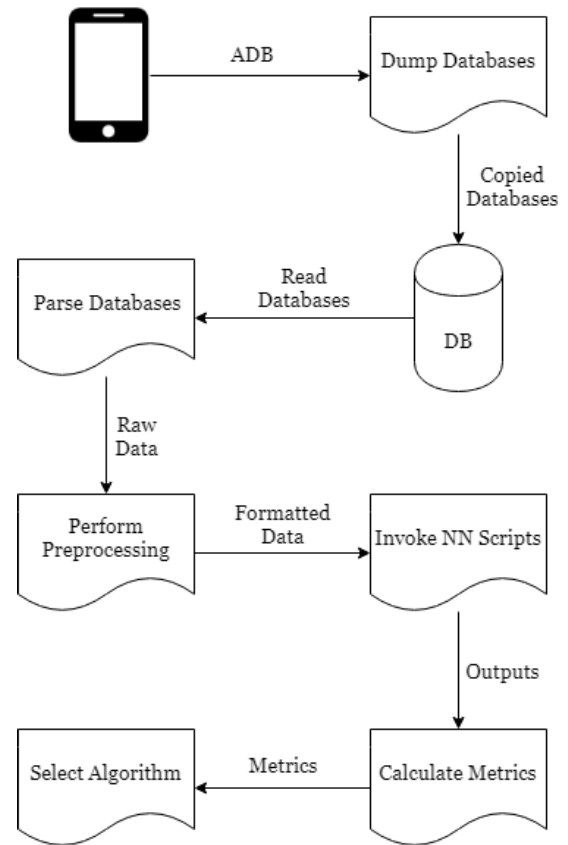 ADB
Dump Databases
Copied
Databases
Read
Databases
Parse Databases
DB
Raw
Data
Perform
Preprocessing
Formatted
Data
Invoke NN Scripts
Outputs
Select Algorithm
Metrics
Calculate Metrics